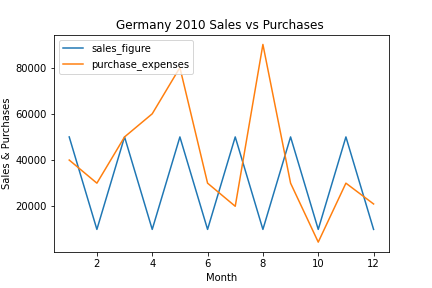 Germany 2010 Sales vs Purchases
sales_figure
purchase_expenses
80000
60000
40000
20000
Sales & Purchases
2 4 6 8 10 12
Month